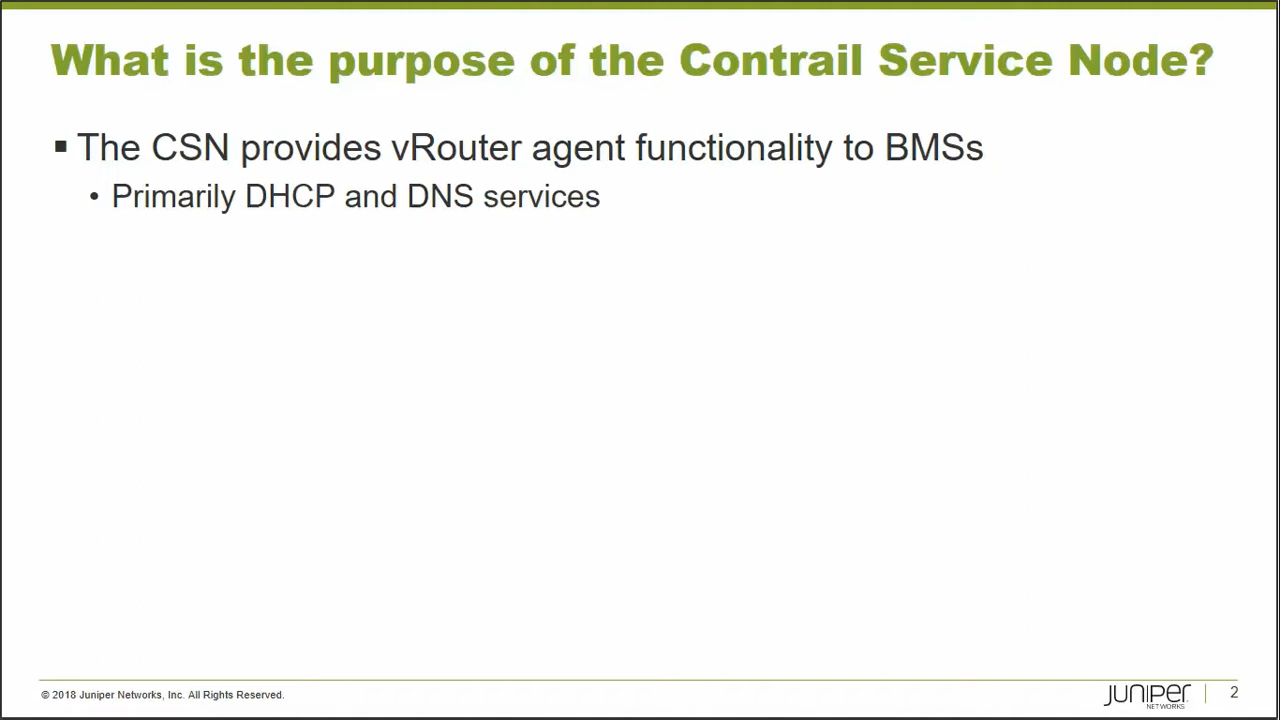 What is the purpose of the Contrail Service Node?
▪ The CSN provides vRouter agent functionality to BMSs
• Primarily DHCP and DNS services
© 2018 Juniper Networks, Inc. All Rights Reserved.
JUNIPER
NETWORKS
2